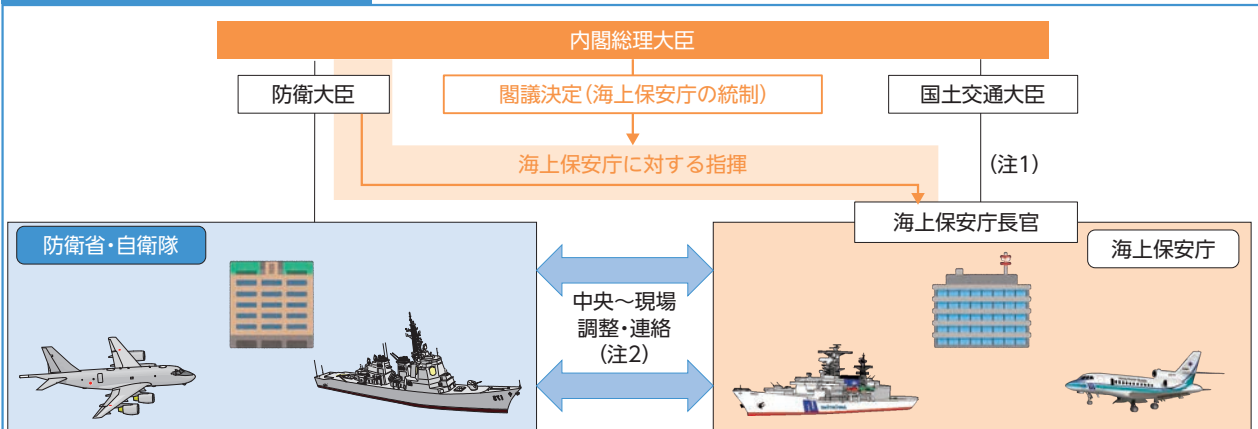 内閣総理大臣
防衛大臣
閣議決定（海上保安庁の統制）
国土交通大臣
海上保安庁に対する指揮
（注1）
海上保安庁長官
防衛省・自衛隊
海上保安庁
中央～現場
調整・連絡
（注2）